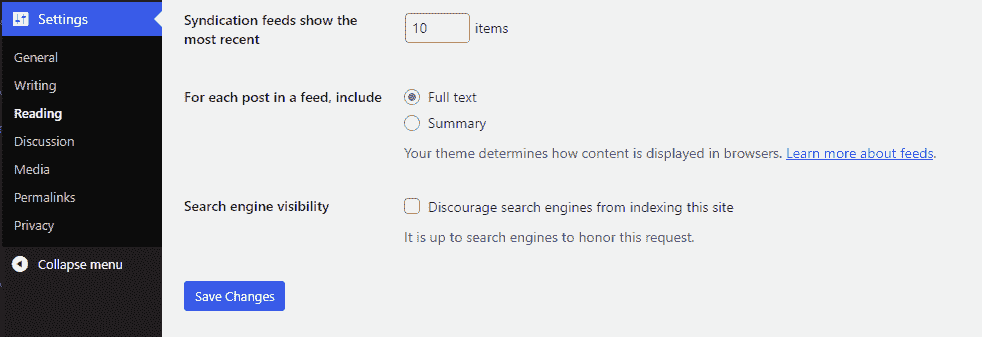 Settings
General
Writing
Reading
Discussion
Media
Permalinks
Privacy
Collapse menu
Syndication feeds show the
most recent
10 items
For each post in a feed, include
Full text
Summary
Your theme determines how content is displayed in browsers. Learn more about feeds.
Search engine visibility
Discourage search engines from indexing this site
It is up to search engines to honor this request.
Save Changes